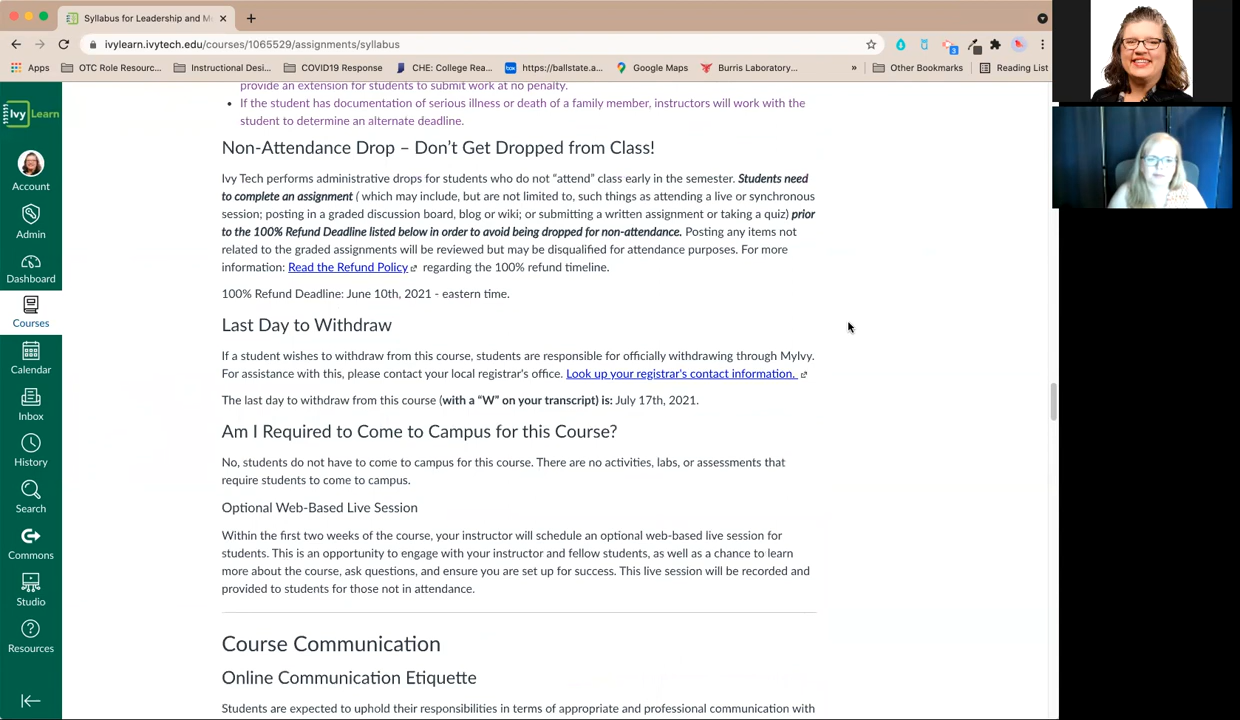 Syllabus for Leadership and M
ivylearn.ivytech.edu/courses/1065529/assignments/syllabus
Apps OTC Role Resourc... Instructional Desi... COVID19 Response CHE: College Rea... https://ballstate.a... Google Maps Burris Laboratory... » Other Bookmarks Reading List
3
provide an extension for students to submit work at no penalty.
• If the student has documentation of serious illness or death of a family member, instructors will work with the
student to determine an alternate deadline.
Ivy Learn
Account
Admin
Dashboard
Courses
Calendar
Inbox
History
Search
Commons
Studio
Resources
Non-Attendance Drop – Don’t Get Dropped from Class!
Ivy Tech performs administrative drops for students who do not “attend” class early in the semester. Students need
to complete an assignment ( which may include, but are not limited to, such things as attending a live or synchronous
session; posting in a graded discussion board, blog or wiki; or submitting a written assignment or taking a quiz) prior
to the 100% Refund Deadline listed below in order to avoid being dropped for non-attendance. Posting any items not
related to the graded assignments will be reviewed but may be disqualified for attendance purposes. For more
information: Read the Refund Policy regarding the 100% refund timeline.
100% Refund Deadline: June 10th, 2021 - eastern time.
Last Day to Withdraw
If a student wishes to withdraw from this course, students are responsible for officially withdrawing through MyIvy.
For assistance with this, please contact your local registrar's office. Look up your registrar's contact information.
The last day to withdraw from this course (with a “W” on your transcript) is: July 17th, 2021.
Am I Required to Come to Campus for this Course?
No, students do not have to come to campus for this course. There are no activities, labs, or assessments that
require students to come to campus.
Optional Web-Based Live Session
Within the first two weeks of the course, your instructor will schedule an optional web-based live session for
students. This is an opportunity to engage with your instructor and fellow students, as well as a chance to learn
more about the course, ask questions, and ensure you are set up for success. This live session will be recorded and
provided to students for those not in attendance.
Course Communication
Online Communication Etiquette
Students are expected to uphold their responsibilities in terms of appropriate and professional communication with